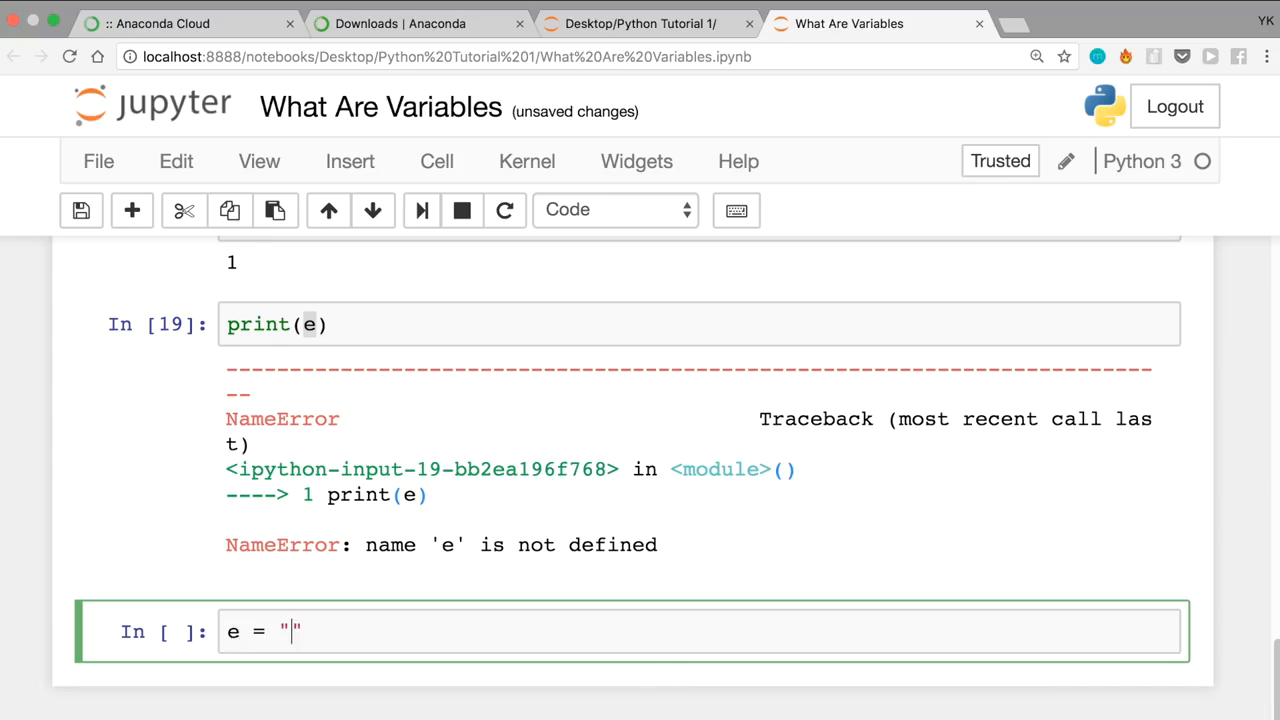 :: Anaconda Cloud
Downloads | Anaconda
Desktop/Python Tutorial 1/
What Are Variables
YK
localhost:8888/notebooks/Desktop/Python%20Tutorial%201/What%20Are%20Variables.ipynb
jupyter What Are Variables (unsaved changes)
Logout
File Edit View Insert Cell Kernel Widgets Help
Trusted
Python 3
Code
1
In [19]: print(e)
---------------------------------------------------------------------------
--
NameError Traceback (most recent call las
t)
<ipython-input-19-bb2ea196f768> in <module>()
----> 1 print(e)
NameError: name 'e' is not defined
In [ ]: e = ""